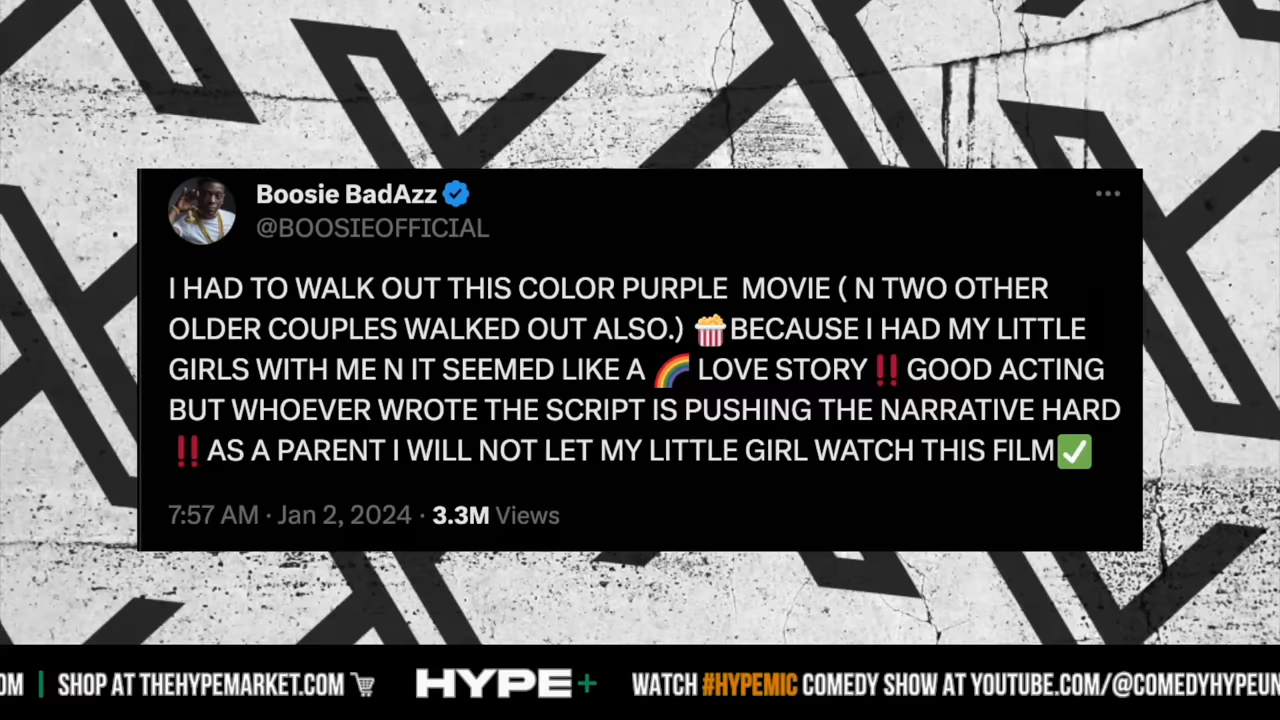 Boosie BadAzz
@BOOSIEOFFICIAL
I HAD TO WALK OUT THIS COLOR PURPLE  MOVIE ( N TWO OTHER
OLDER COUPLES WALKED OUT ALSO.) 🍿BECAUSE I HAD MY LITTLE
GIRLS WITH ME N IT SEEMED LIKE A 🌈 LOVE STORY‼️GOOD ACTING
BUT WHOEVER WROTE THE SCRIPT IS PUSHING THE NARRATIVE HARD
‼️AS A PARENT I WILL NOT LET MY LITTLE GIRL WATCH THIS FILM✅
7:57 AM · Jan 2, 2024 · 3.3M Views
OM | SHOP AT THEHYPEMARKET.COM 🛒 HYPE+ WATCH #HYPEMIC COMEDY SHOW AT YOUTUBE.COM/@COMEDYHYPEUN